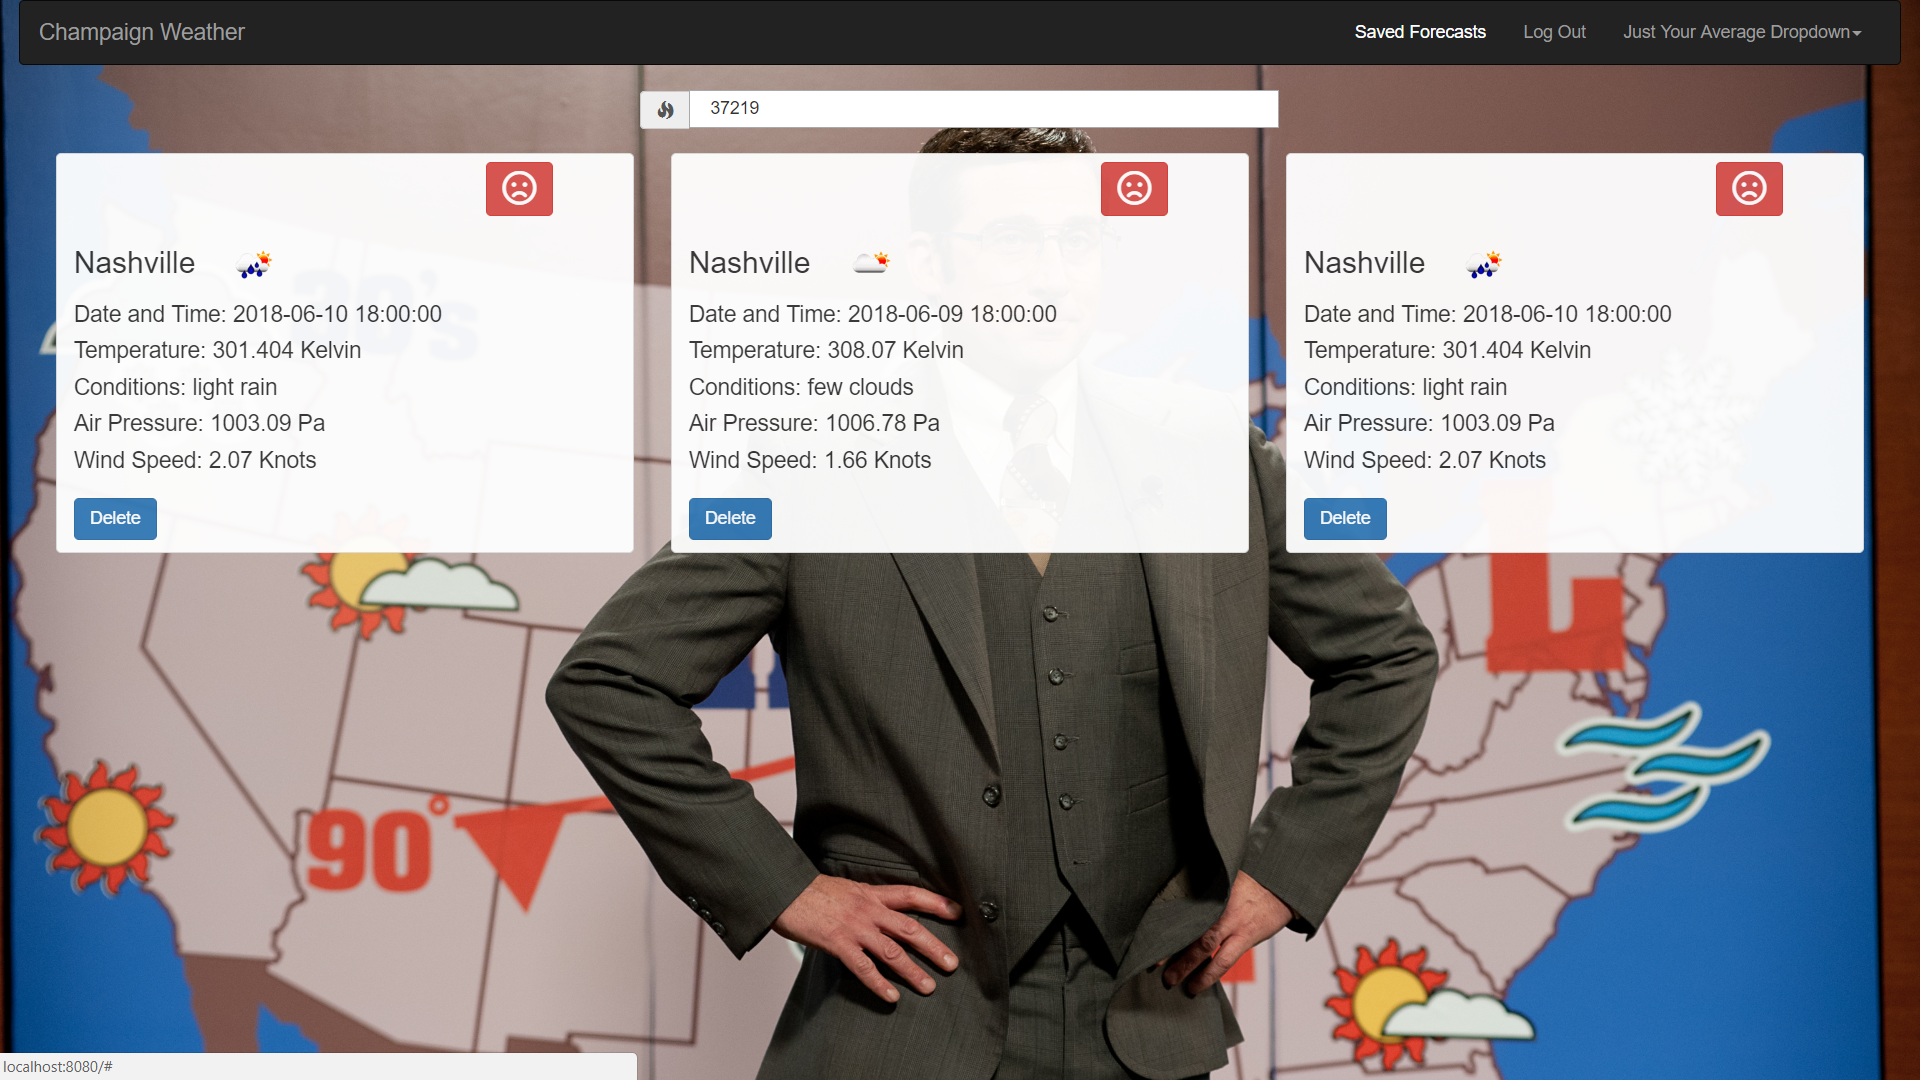 Champaign Weather
Saved Forecasts
Log Out
Just Your Average Dropdown
37219
Nashville
Date and Time: 2018-06-10 18:00:00
Temperature: 301.404 Kelvin
Conditions: light rain
Air Pressure: 1003.09 Pa
Wind Speed: 2.07 Knots
Delete
Nashville
Date and Time: 2018-06-09 18:00:00
Temperature: 308.07 Kelvin
Conditions: few clouds
Air Pressure: 1006.78 Pa
Wind Speed: 1.66 Knots
Delete
Nashville
Date and Time: 2018-06-10 18:00:00
Temperature: 301.404 Kelvin
Conditions: light rain
Air Pressure: 1003.09 Pa
Wind Speed: 2.07 Knots
Delete
30's
L
90°
localhost:8080/#